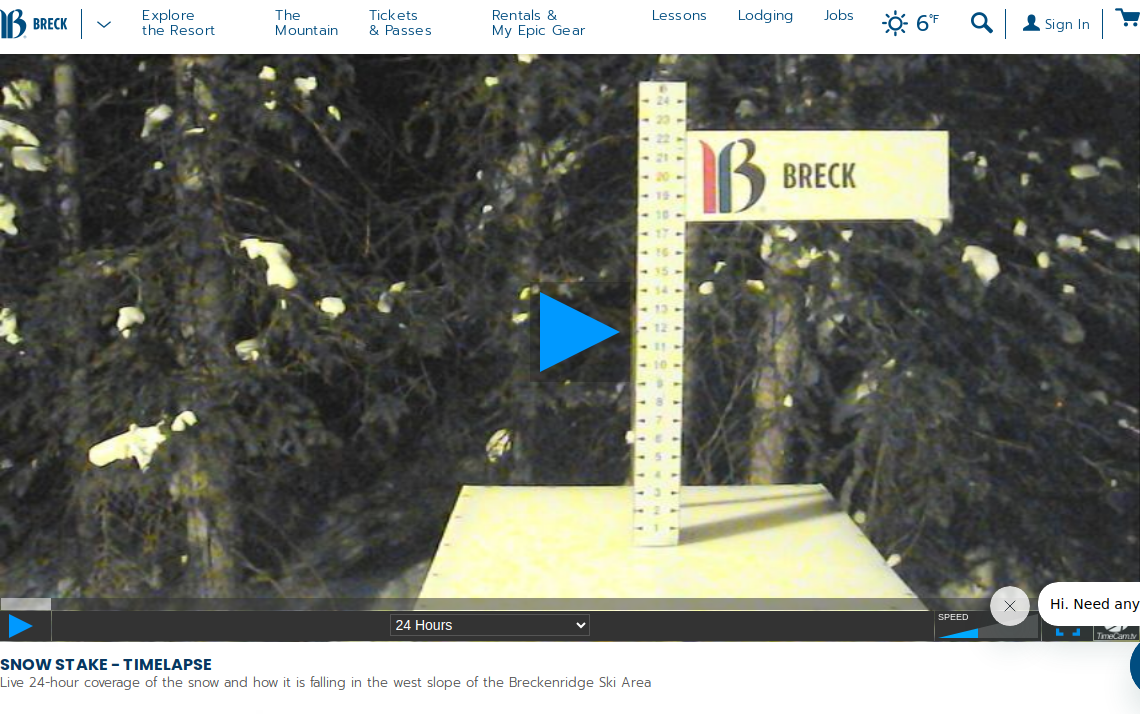 BRECK
Explore
the Resort
The
Mountain
Tickets
& Passes
Rentals &
My Epic Gear
Lessons
Lodging
Jobs
6°F
Sign In
24
23
22
21
20
19
18
17
16
15
14
13
12
11
10
9
8
7
6
5
4
3
2
1
B BRECK
Hi. Need any
24 Hours
SPEED
TimeCam.tv
SNOW STAKE - TIMELAPSE
Live 24-hour coverage of the snow and how it is falling in the west slope of the Breckenridge Ski Area